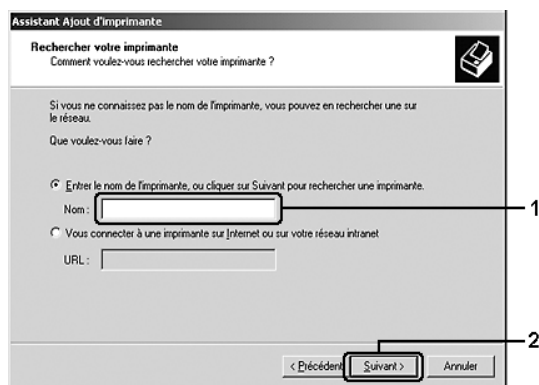 Assistant Ajout d'imprimante
Rechercher votre imprimante
Comment voulez-vous rechercher votre imprimante ?
Si vous ne connaissez pas le nom de l'imprimante, vous pouvez en rechercher une sur
le réseau.
Que voulez-vous faire ?
Entrer le nom de l'imprimante, ou cliquer sur Suivant pour rechercher une imprimante.
Nom :
1
Vous connecter à une imprimante sur Internet ou sur votre réseau intranet
URL :
2
< Précédent Suivant > Annuler